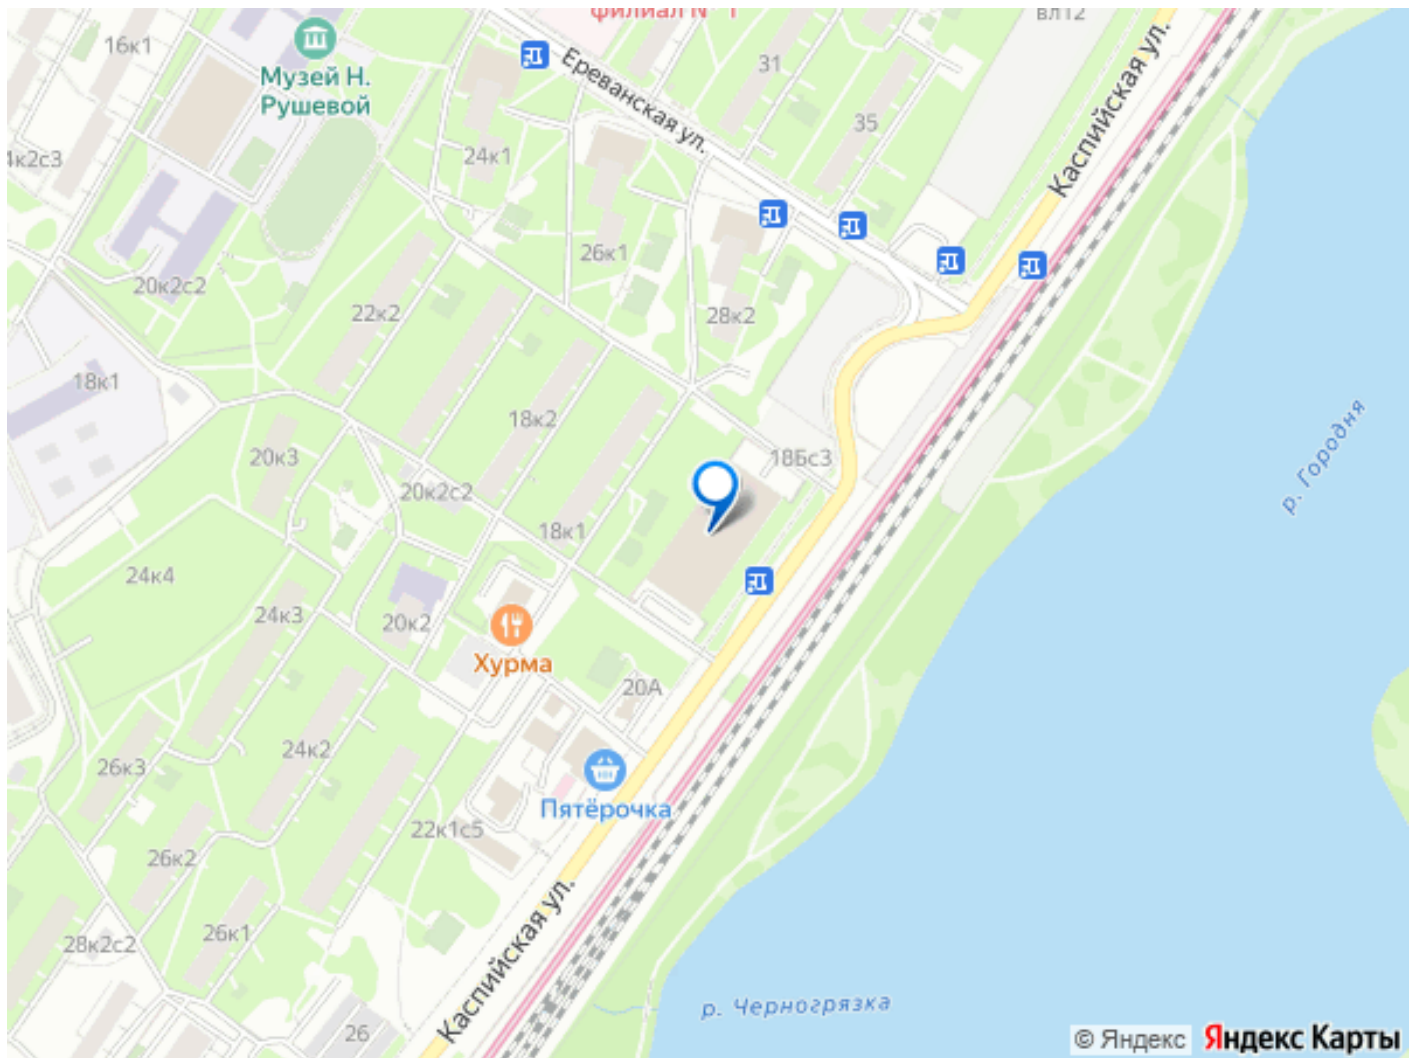 филиал № 1
вл12
16к1
Музей Н.
Рушевой
Ереванская ул.
31
Каспийская ул.
35
4к2с3
24к1
26к1
20к2с2
22к2
28к2
18к1
18к2
20к3
18Бс3
р. Городня
20к2с2
18к1
24к4
24к3
20к2
Хурма
20А
24к2
26к3
Пятёрочка
22к1с5
26к2
Каспийская ул.
26к1
28к2с2
26
р. Черногрязка
© Яндекс Яндекс Карты